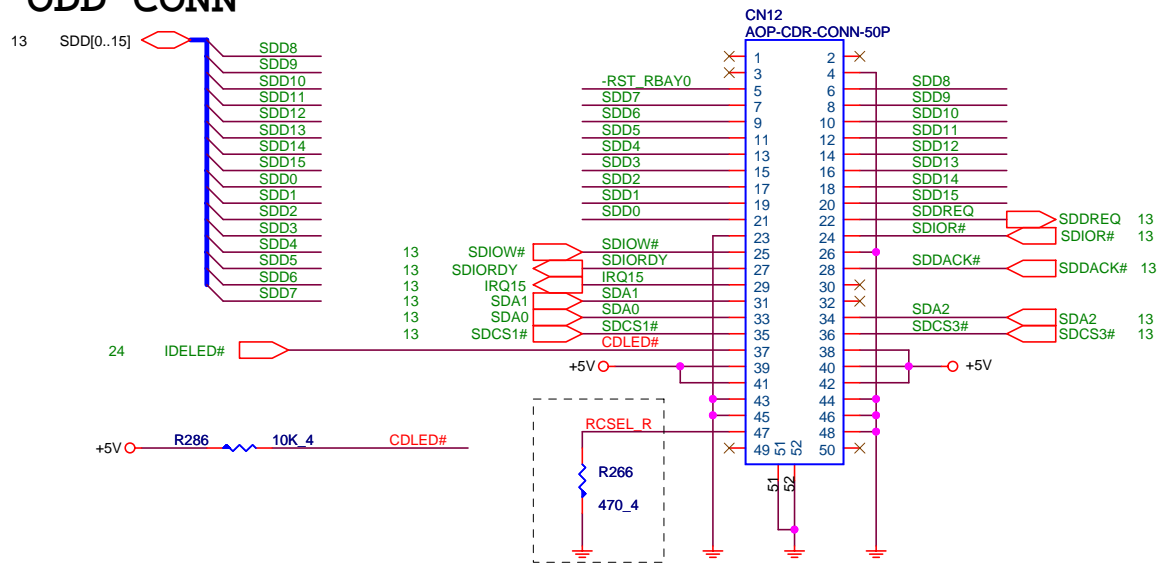 ODD CONN
CN12
AOP-CDR-CONN-50P
13 SDD[0..15]
SDD8
SDD9
SDD10
SDD11
SDD12
SDD13
SDD14
SDD15
SDD0
SDD1
SDD2
SDD3
SDD4
SDD5
SDD6
SDD7
1 2
3 4
-RST_RBAY0 5 6 SDD8
SDD7 7 8 SDD9
SDD6 9 10 SDD10
SDD5 11 12 SDD11
SDD4 13 14 SDD12
SDD3 15 16 SDD13
SDD2 17 18 SDD14
SDD1 19 20 SDD15
SDD0 21 22 SDDREQ SDDREQ 13
23 24 SDIOR# SDIOR# 13
13 SDIOW# SDIOW# 25 26
13 SDIORDY SDIORDY 27 28 SDDACK# SDDACK# 13
13 IRQ15 IRQ15 29 30
13 SDA1 SDA1 31 32
13 SDA0 SDA0 33 34 SDA2 SDA2 13
13 SDCS1# SDCS1# 35 36 SDCS3# SDCS3# 13
24 IDELED# CDLED# 37 38
+5V 39 40 +5V
41 42
43 44
45 46
RCSEL_R 47 48
49 50
51 52
51 52
+5V R286 10K_4 CDLED#
R266
470_4